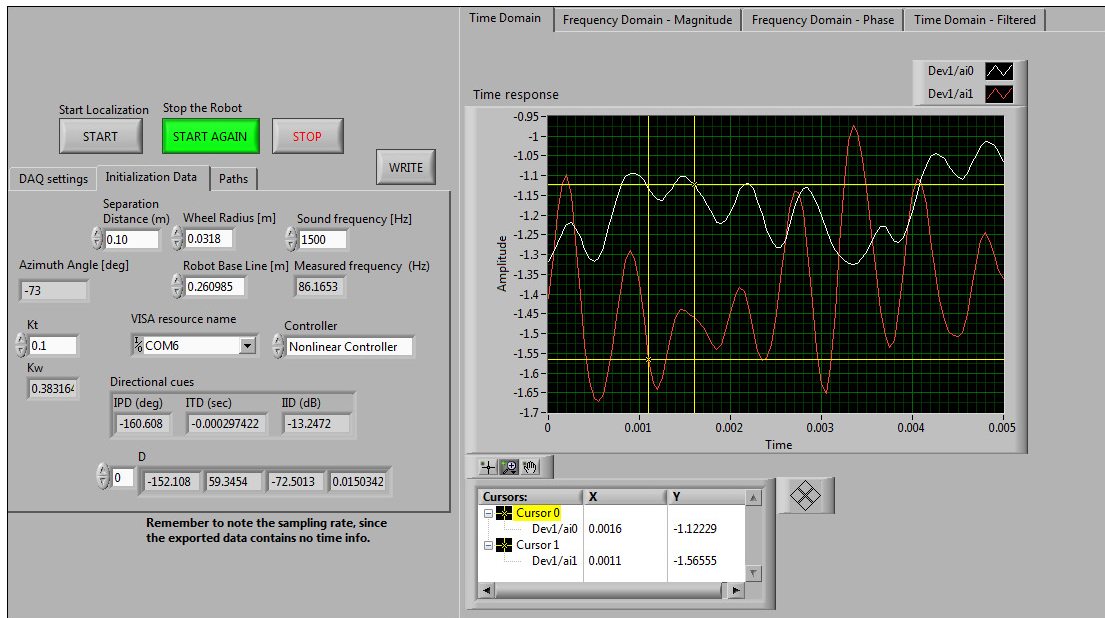 Time Domain
Frequency Domain - Magnitude
Frequency Domain - Phase
Time Domain - Filtered
Start Localization
Stop the Robot
START
START AGAIN
STOP
WRITE
DAQ settings
Initialization Data
Paths
Separation
Distance (m)
0.10
Wheel Radius [m]
0.0318
Sound frequency [Hz]
1500
Azimuth Angle [deg]
-73
Robot Base Line [m]
0.260985
Measured frequency (Hz)
86.1653
Kt
0.1
VISA resource name
COM6
Controller
Nonlinear Controller
Kw
0.383164
Directional cues
IPD (deg)
ITD (sec)
IID (dB)
-160.608
-0.000297422
-13.2472
D
0
-152.108
59.3454
-72.5013
0.0150342
Remember to note the sampling rate, since
the exported data contains no time info.
Dev1/ai0
Dev1/ai1
Time response
Amplitude
-0.95
-1
-1.05
-1.1
-1.15
-1.2
-1.25
-1.3
-1.35
-1.4
-1.45
-1.5
-1.55
-1.6
-1.65
-1.7
0
0.001
0.002
0.003
0.004
0.005
Time
Cursors:
X
Y
Cursor 0
Dev1/ai0
0.0016
-1.12229
Cursor 1
Dev1/ai1
0.0011
-1.56555